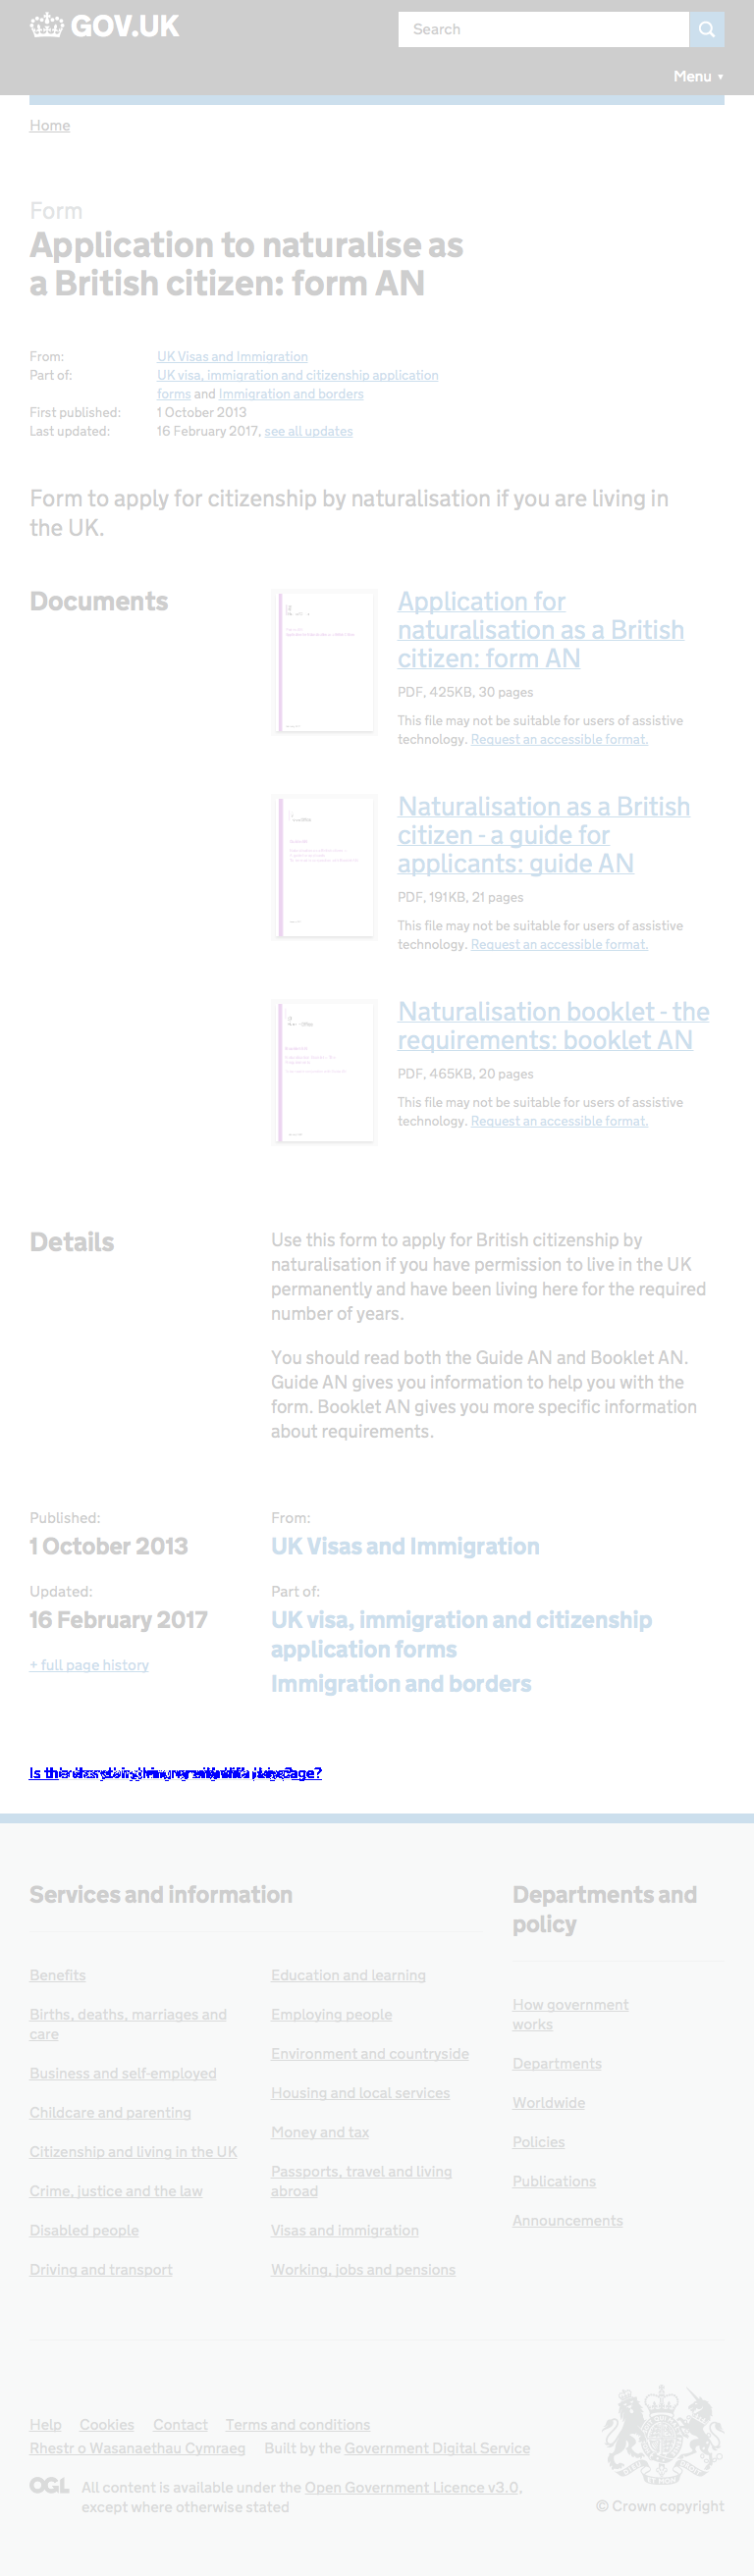 GOV.UK
Search
Menu ▼
Home
Form
Application to naturalise as
a British citizen: form AN
From: UK Visas and Immigration
Part of: UK visa, immigration and citizenship application
forms and Immigration and borders
First published: 1 October 2013
Last updated: 16 February 2017, see all updates
Form to apply for citizenship by naturalisation if you are living in
the UK.
Documents
Application for
naturalisation as a British
citizen: form AN
PDF, 425KB, 30 pages
This file may not be suitable for users of assistive
technology. Request an accessible format.
Naturalisation as a British
citizen - a guide for
applicants: guide AN
PDF, 191KB, 21 pages
This file may not be suitable for users of assistive
technology. Request an accessible format.
Naturalisation booklet - the
requirements: booklet AN
PDF, 465KB, 20 pages
This file may not be suitable for users of assistive
technology. Request an accessible format.
Details
Use this form to apply for British citizenship by
naturalisation if you have permission to live in the UK
permanently and have been living here for the required
number of years.
You should read both the Guide AN and Booklet AN.
Guide AN gives you information to help you with the
form. Booklet AN gives you more specific information
about requirements.
Published:
1 October 2013
Updated:
16 February 2017
+ full page history
From:
UK Visas and Immigration
Part of:
UK visa, immigration and citizenship
application forms
Immigration and borders
Services and information
Benefits
Births, deaths, marriages and
care
Business and self-employed
Childcare and parenting
Citizenship and living in the UK
Crime, justice and the law
Disabled people
Driving and transport
Education and learning
Employing people
Environment and countryside
Housing and local services
Money and tax
Passports, travel and living
abroad
Visas and immigration
Working, jobs and pensions
Departments and
policy
How government
works
Departments
Worldwide
Policies
Publications
Announcements
Help Cookies Contact Terms and conditions
Rhestr o Wasanaethau Cymraeg Built by the Government Digital Service
OGL All content is available under the Open Government Licence v3.0,
except where otherwise stated
© Crown copyright